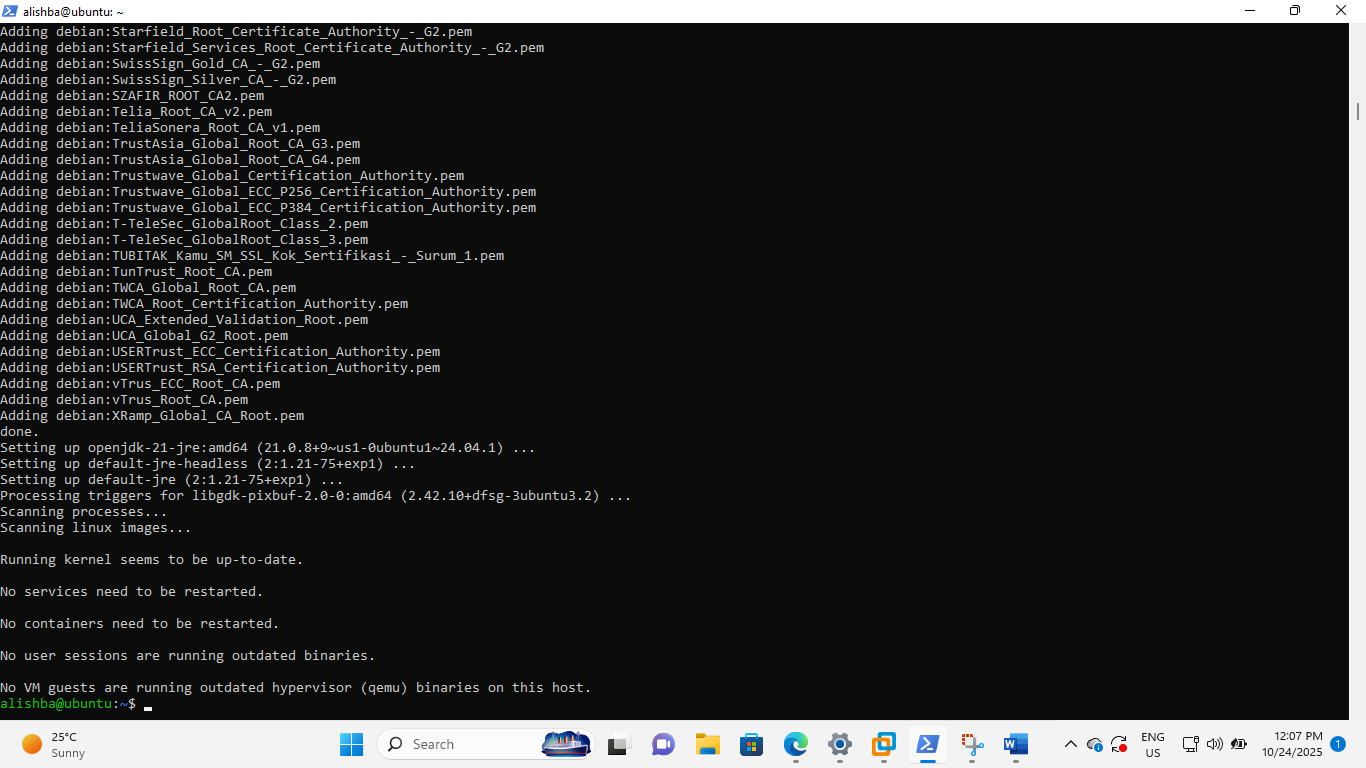 alishba@ubuntu: ~
Adding debian:Starfield_Root_Certificate_Authority_-_G2.pem
Adding debian:Starfield_Services_Root_Certificate_Authority_-_G2.pem
Adding debian:SwissSign_Gold_CA_-_G2.pem
Adding debian:SwissSign_Silver_CA_-_G2.pem
Adding debian:SZAFIR_ROOT_CA2.pem
Adding debian:Telia_Root_CA_v2.pem
Adding debian:TeliaSonera_Root_CA_v1.pem
Adding debian:TrustAsia_Global_Root_CA_G3.pem
Adding debian:TrustAsia_Global_Root_CA_G4.pem
Adding debian:Trustwave_Global_Certification_Authority.pem
Adding debian:Trustwave_Global_ECC_P256_Certification_Authority.pem
Adding debian:Trustwave_Global_ECC_P384_Certification_Authority.pem
Adding debian:T-TeleSec_GlobalRoot_Class_2.pem
Adding debian:T-TeleSec_GlobalRoot_Class_3.pem
Adding debian:TUBITAK_Kamu_SM_SSL_Kok_Sertifikasi_-_Surum_1.pem
Adding debian:TunTrust_Root_CA.pem
Adding debian:TWCA_Global_Root_CA.pem
Adding debian:TWCA_Root_Certification_Authority.pem
Adding debian:UCA_Extended_Validation_Root.pem
Adding debian:UCA_Global_G2_Root.pem
Adding debian:USERTrust_ECC_Certification_Authority.pem
Adding debian:USERTrust_RSA_Certification_Authority.pem
Adding debian:vTrus_ECC_Root_CA.pem
Adding debian:vTrus_Root_CA.pem
Adding debian:XRamp_Global_CA_Root.pem
done.
Setting up openjdk-21-jre:amd64 (21.0.8+9~us1-0ubuntu1~24.04.1) ...
Setting up default-jre-headless (2:1.21-75+exp1) ...
Setting up default-jre (2:1.21-75+exp1) ...
Processing triggers for libgdk-pixbuf-2.0-0:amd64 (2.42.10+dfsg-3ubuntu3.2) ...
Scanning processes...
Scanning linux images...
Running kernel seems to be up-to-date.
No services need to be restarted.
No containers need to be restarted.
No user sessions are running outdated binaries.
No VM guests are running outdated hypervisor (qemu) binaries on this host.
alishba@ubuntu:~$
25°C
Sunny
Search
ENG
US
12:07 PM
10/24/2025
1